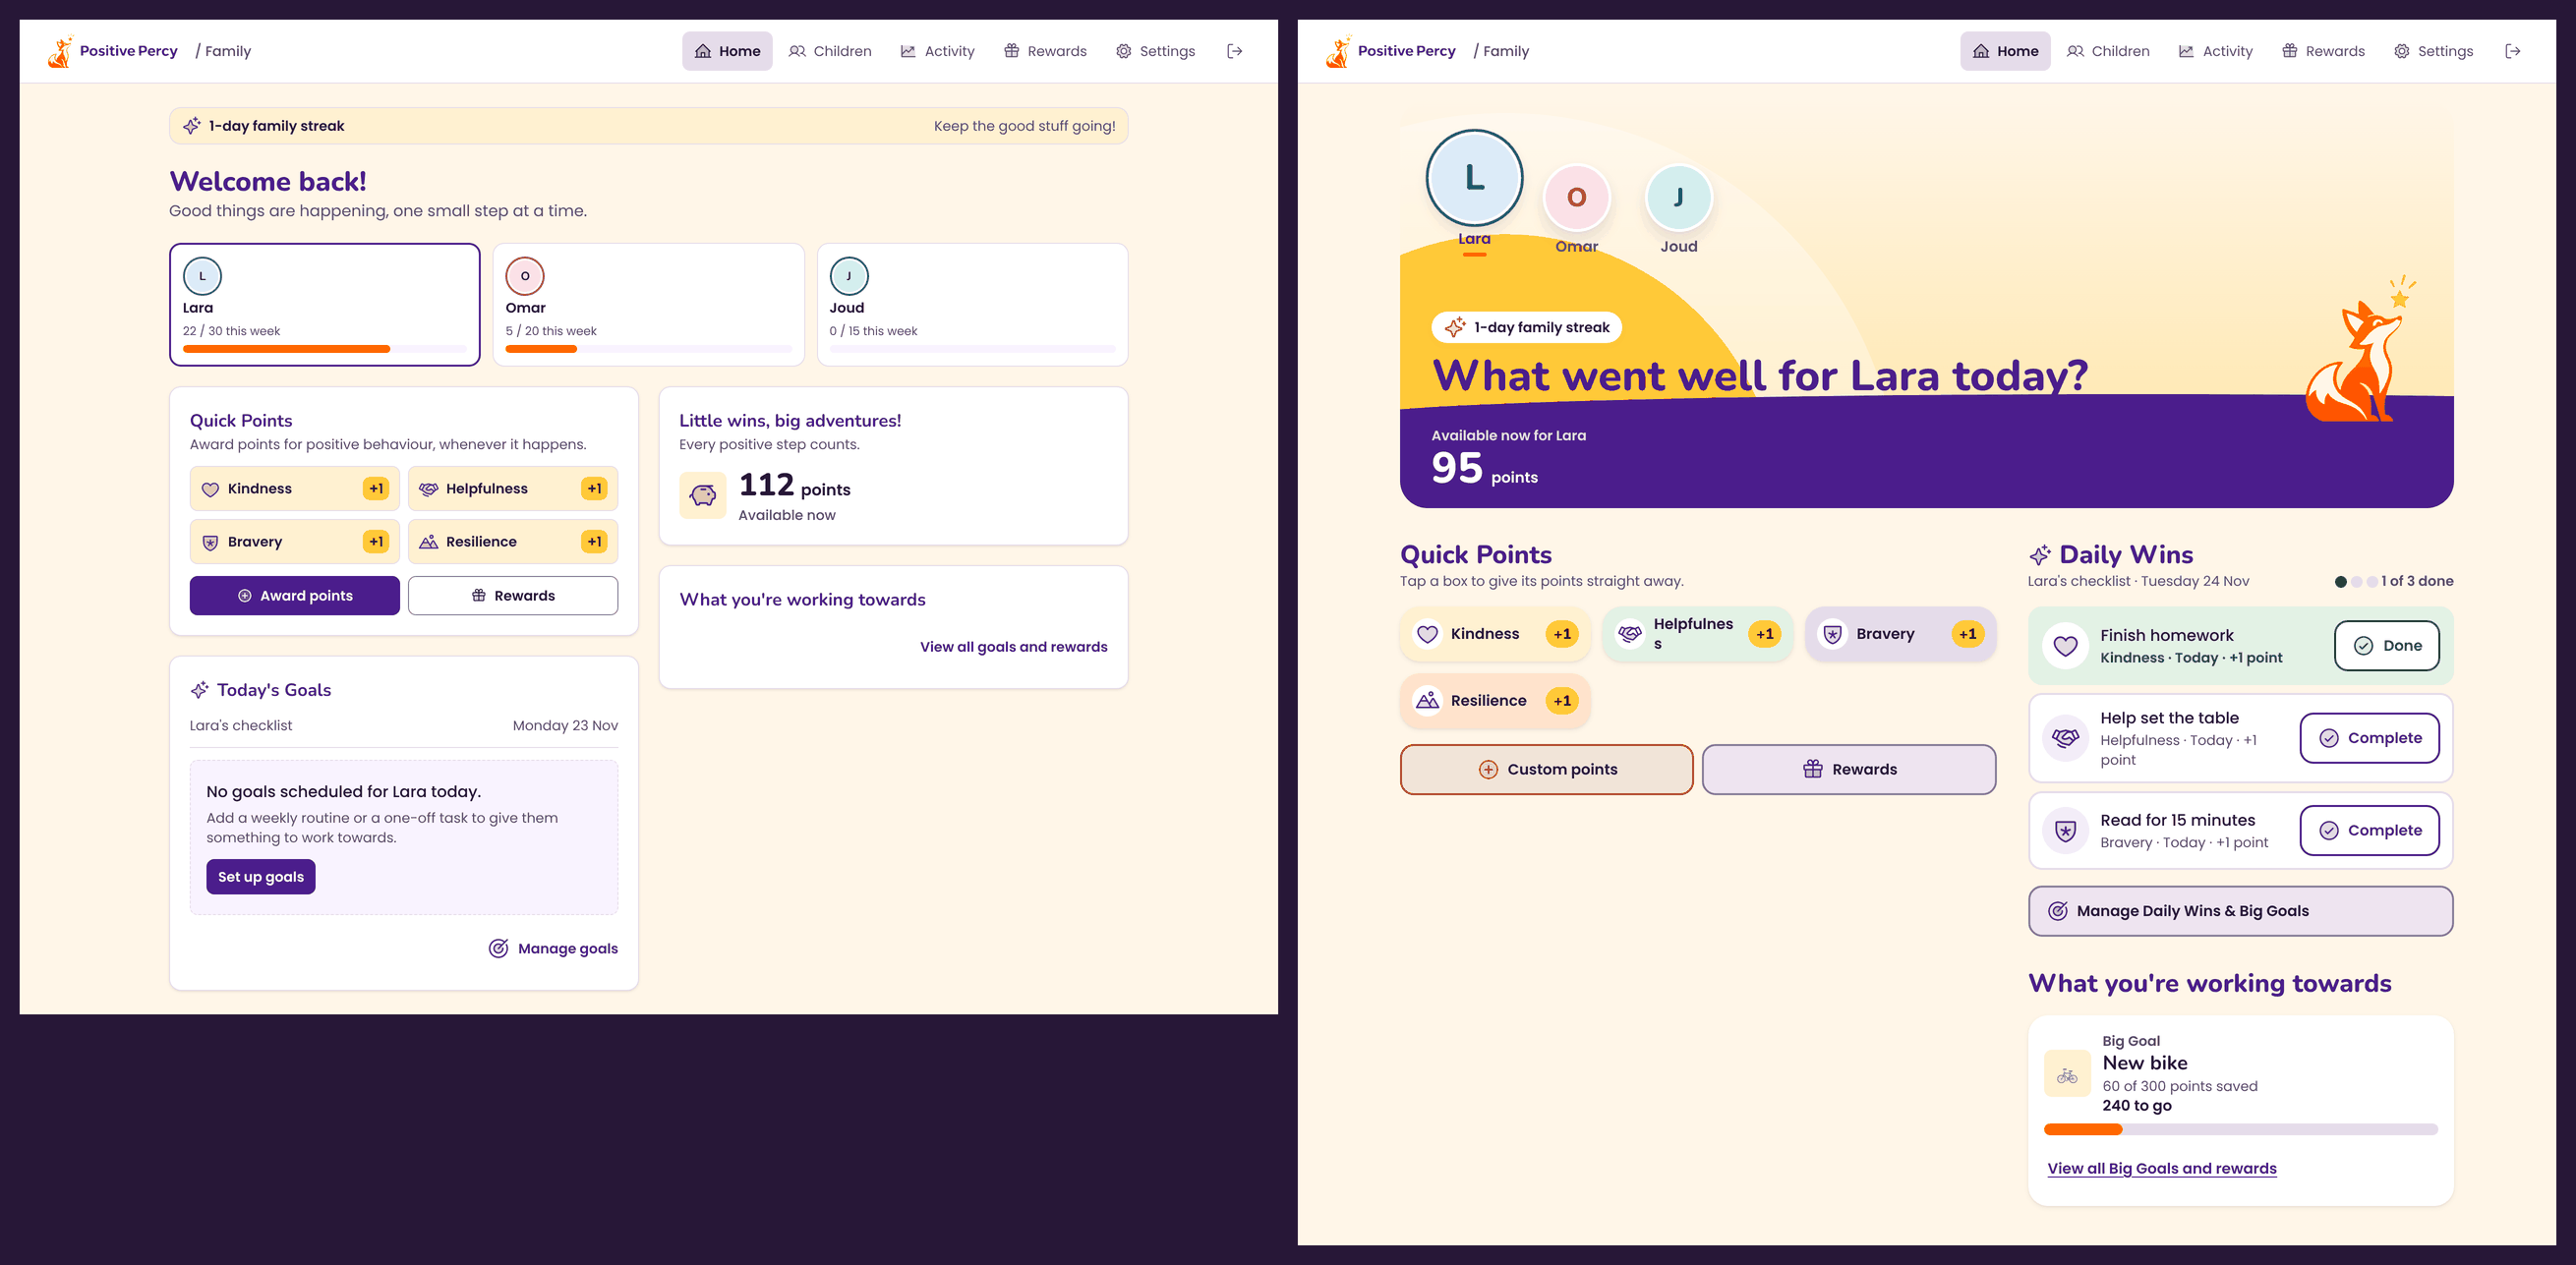 Positive Percy / Family
Home Children Activity Rewards Settings
1-day family streak Keep the good stuff going!
Welcome back!
Good things are happening, one small step at a time.
L
Lara
22 / 30 this week
O
Omar
5 / 20 this week
J
Joud
0 / 15 this week
Quick Points
Award points for positive behaviour, whenever it happens.
Kindness +1
Helpfulness +1
Bravery +1
Resilience +1
Award points
Rewards
Today's Goals
Lara's checklist Monday 23 Nov
No goals scheduled for Lara today.
Add a weekly routine or a one-off task to give them
something to work towards.
Set up goals
Manage goals
Little wins, big adventures!
Every positive step counts.
112 points
Available now
What you're working towards
View all goals and rewards
Positive Percy / Family
Home Children Activity Rewards Settings
L O J
Lara Omar Joud
1-day family streak
What went well for Lara today?
Available now for Lara
95 points
Quick Points
Tap a box to give its points straight away.
Kindness +1
Helpfulnes
s +1
Bravery +1
Resilience +1
Custom points
Rewards
Daily Wins
Lara's checklist · Tuesday 24 Nov 1 of 3 done
Finish homework
Kindness · Today · +1 point
Done
Help set the table
Helpfulness · Today · +1
point
Complete
Read for 15 minutes
Bravery · Today · +1 point
Complete
Manage Daily Wins & Big Goals
What you're working towards
Big Goal
New bike
60 of 300 points saved
240 to go
View all Big Goals and rewards